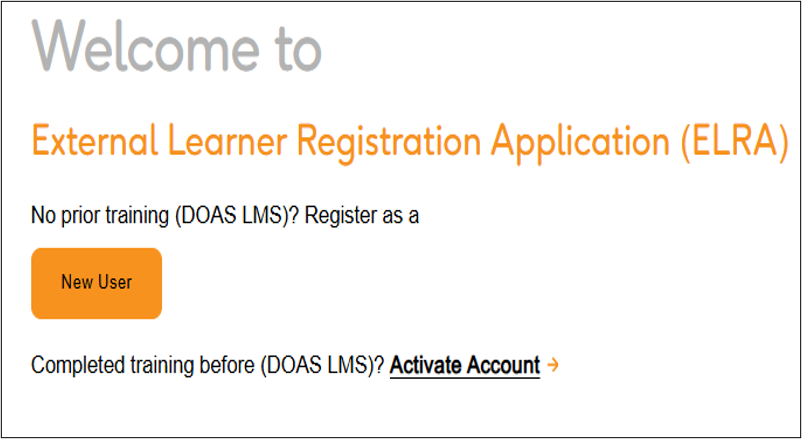 Welcome to
External Learner Registration Application (ELRA)
No prior training (DOAS LMS)? Register as a
New User
Completed training before (DOAS LMS)? Activate Account →